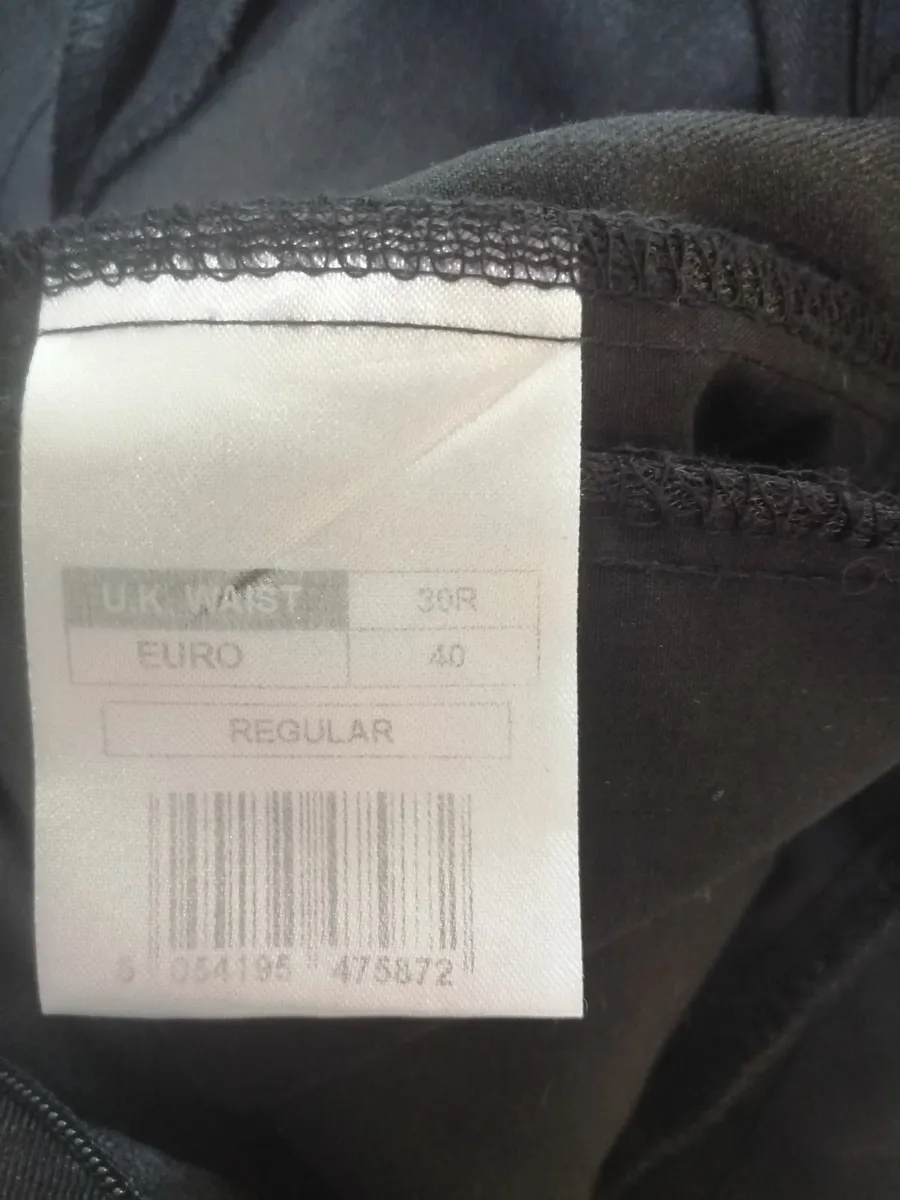 U.K. WAIST 30R
EURO 40
REGULAR
5 054195 475872